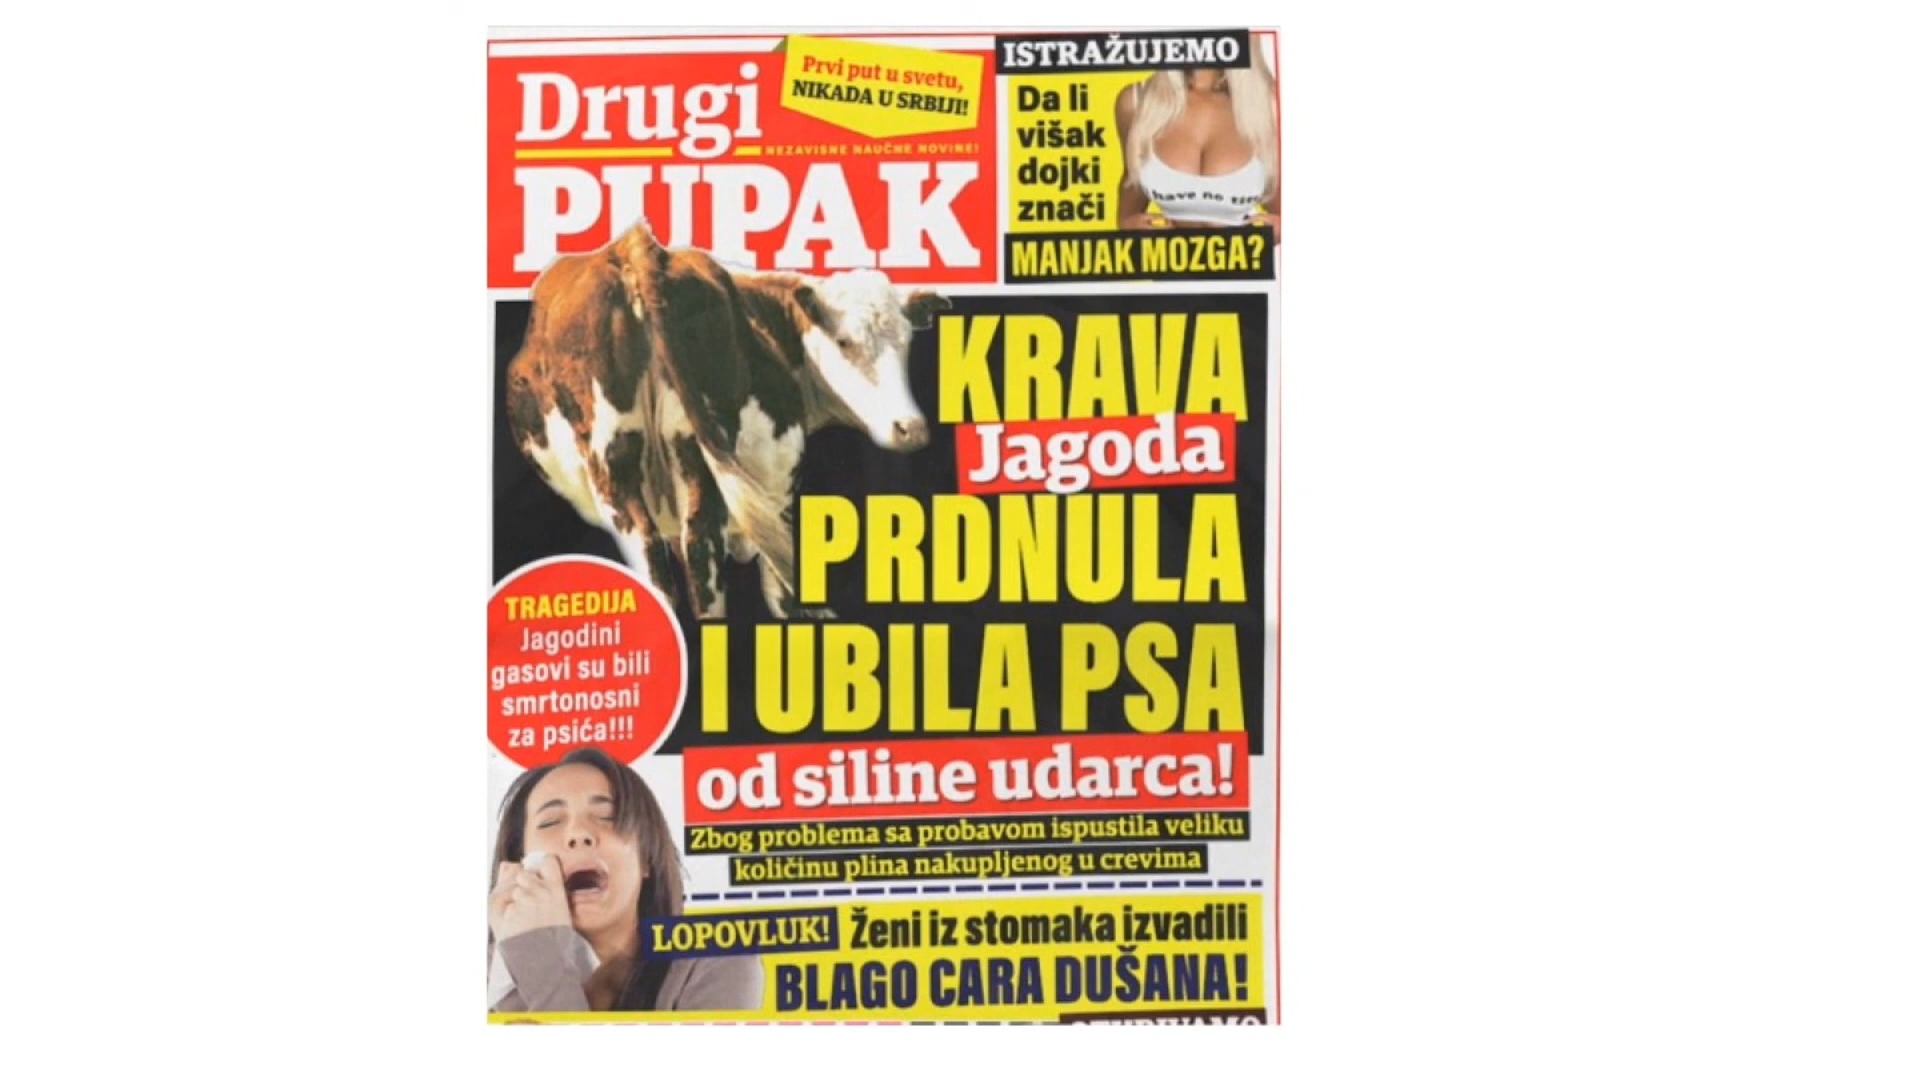 Drugi
PUPAK
NEZAVISNE NAUČNE NOVINE!
Prvi put u svetu,
NIKADA U SRBIJI!
ISTRAŽUJEMO
Da li
višak
dojki
znači
MANJAK MOZGA?
have no
KRAVA
Jagoda
PRDNULA
I UBILA PSA
od siline udarca!
Zbog problema sa probavom ispustila veliku
količinu plina nakupljenog u crevima
TRAGEDIJA
Jagodini
gasovi su bili
smrtonosni
za psića!!!
LOPOVLUK! Ženi iz stomaka izvadili
BLAGO CARA DUŠANA!